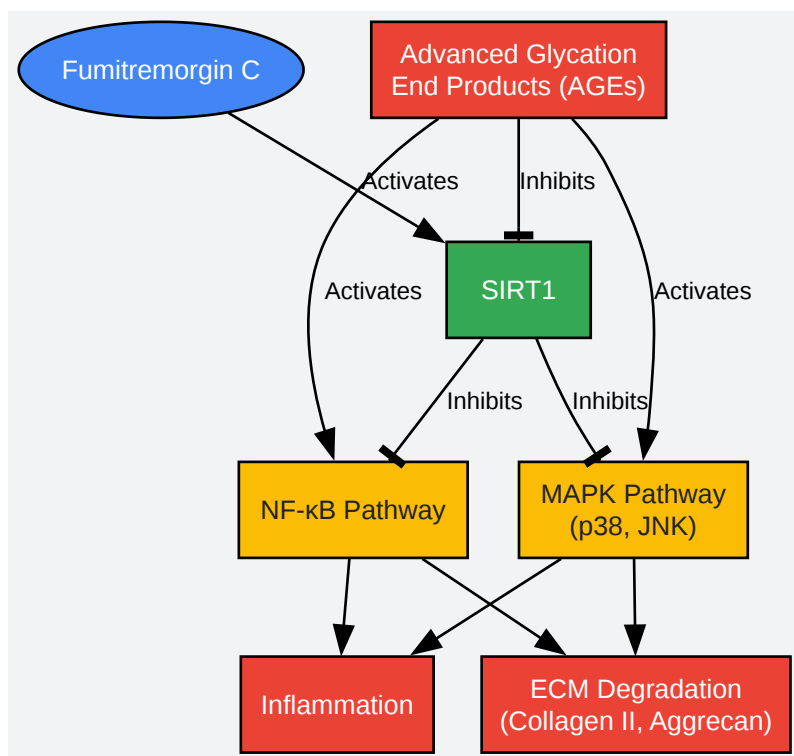 Fumitremorgin C
Advanced Glycation
End Products (AGEs)
Activates
Inhibits
SIRT1
Activates
Activates
Inhibits
Inhibits
NF-κB Pathway
MAPK Pathway
(p38, JNK)
Inflammation
ECM Degradation
(Collagen II, Aggrecan)